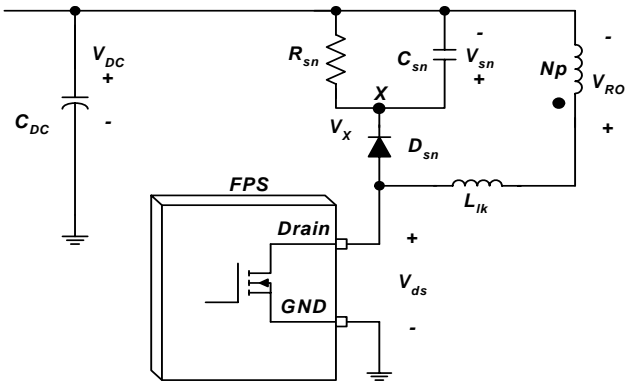 -
V_DC
R_sn
C_sn
V_sn
Np
V_RO
+
+
X
C_DC
-
V_X
D_sn
+
FPS
L_lk
Drain
+
V_ds
GND
-